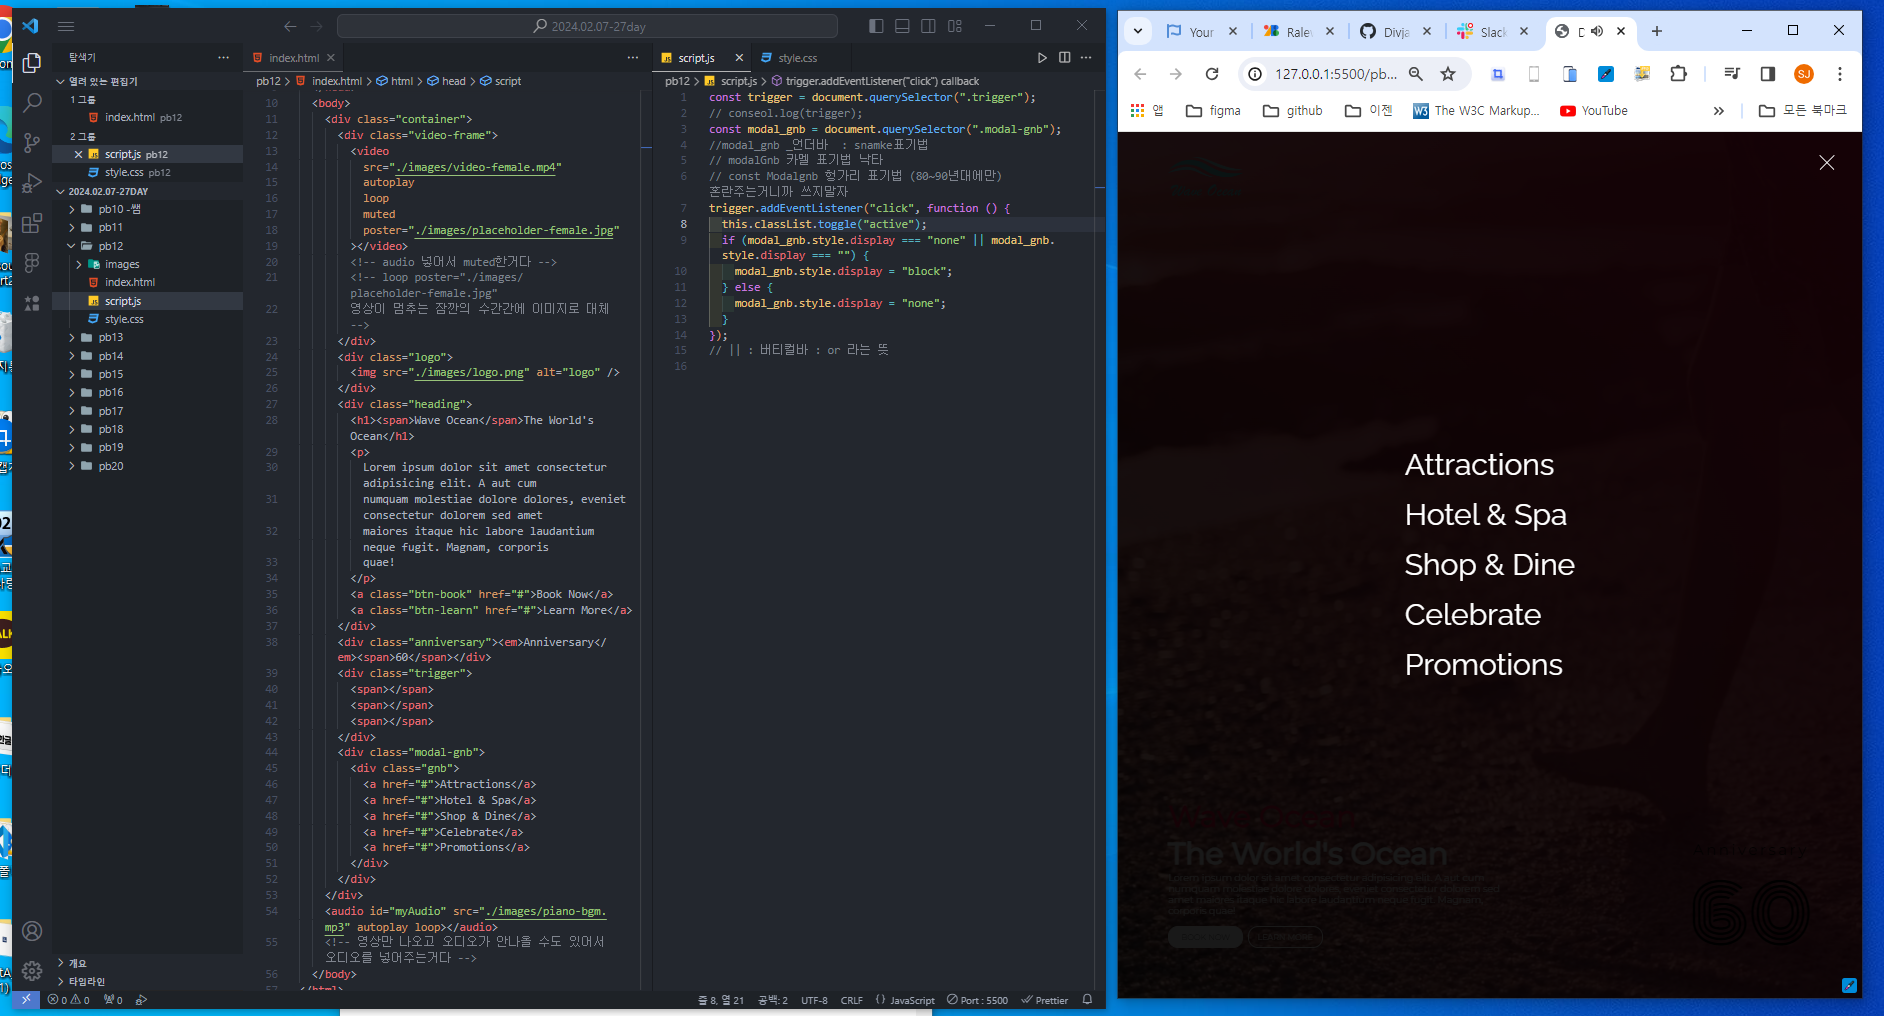 2024.02.07-27day
탐색기
열려 있는 편집기
1 그룹
index.html pb12
2 그룹
script.js pb12
style.css pb12
2024.02.07-27DAY
pb10 -쌤
pb11
pb12
images
index.html
script.js
style.css
pb13
pb14
pb15
pb16
pb17
pb18
pb19
pb20
개요
타임라인
index.html
pb12 > index.html > html > head > script
10 <body>
11 <div class="container">
12 <div class="video-frame">
13 <video
14 src="./images/video-female.mp4"
15 autoplay
16 loop
17 muted
18 poster="./images/placeholder-female.jpg"
19 ></video>
20 <!-- audio 넣어서 muted한거다 -->
21 <!-- loop poster="./images/
placeholder-female.jpg"
22 영상이 멈추는 잠깐의 수간간에 이미지로 대체
-->
23 </div>
24 <div class="logo">
25 <img src="./images/logo.png" alt="logo" />
26 </div>
27 <div class="heading">
28 <h1><span>Wave Ocean</span>The World's
Ocean</h1>
29 <p>
30 Lorem ipsum dolor sit amet consectetur
adipisicing elit. A aut cum
31 numquam molestiae dolore dolores, eveniet
consectetur dolorem sed amet
32 maiores itaque hic labore laudantium
neque fugit. Magnam, corporis
33 quae!
34 </p>
35 <a class="btn-book" href="#">Book Now</a>
36 <a class="btn-learn" href="#">Learn More</a>
37 </div>
38 <div class="anniversary"><em>Anniversary</
em><span>60</span></div>
39 <div class="trigger">
40 <span></span>
41 <span></span>
42 <span></span>
43 </div>
44 <div class="modal-gnb">
45 <div class="gnb">
46 <a href="#">Attractions</a>
47 <a href="#">Hotel & Spa</a>
48 <a href="#">Shop & Dine</a>
49 <a href="#">Celebrate</a>
50 <a href="#">Promotions</a>
51 </div>
52 </div>
53 </div>
54 <audio id="myAudio" src="./images/piano-bgm.
mp3" autoplay loop></audio>
55 <!-- 영상만 나오고 오디오가 안나올 수도 있어서
오디오를 넣어주는거다 -->
56 </body>
57 </html>
script.js
style.css
pb12 > script.js > trigger.addEventListener("click") callback
1 const trigger = document.querySelector(".trigger");
2 // conseol.log(trigger);
3 const modal_gnb = document.querySelector(".modal-gnb");
4 //modal_gnb _언더바 : snamke표기법
5 // modalGnb 카멜 표기법 낙타
6 // const Modalgnb 헝가리 표기법 (80~90년대에만)
혼란주는거니까 쓰지말자
7 trigger.addEventListener("click", function () {
8 this.classList.toggle("active");
9 if (modal_gnb.style.display === "none" || modal_gnb.
style.display === "") {
10 modal_gnb.style.display = "block";
11 } else {
12 modal_gnb.style.display = "none";
13 }
14 });
15 // || : 버티컬바 : or 라는 뜻
16
0 0 0
줄 8, 열 21 공백: 2 UTF-8 CRLF {} JavaScript Port : 5500 Prettier
Your
Ralew
Divja
Slack
D
127.0.0.1:5500/pb...
SJ
앱 figma github 이젠 The W3C Markup... YouTube » 모든 북마크
Attractions
Hotel & Spa
Shop & Dine
Celebrate
Promotions
The World's Ocean
60